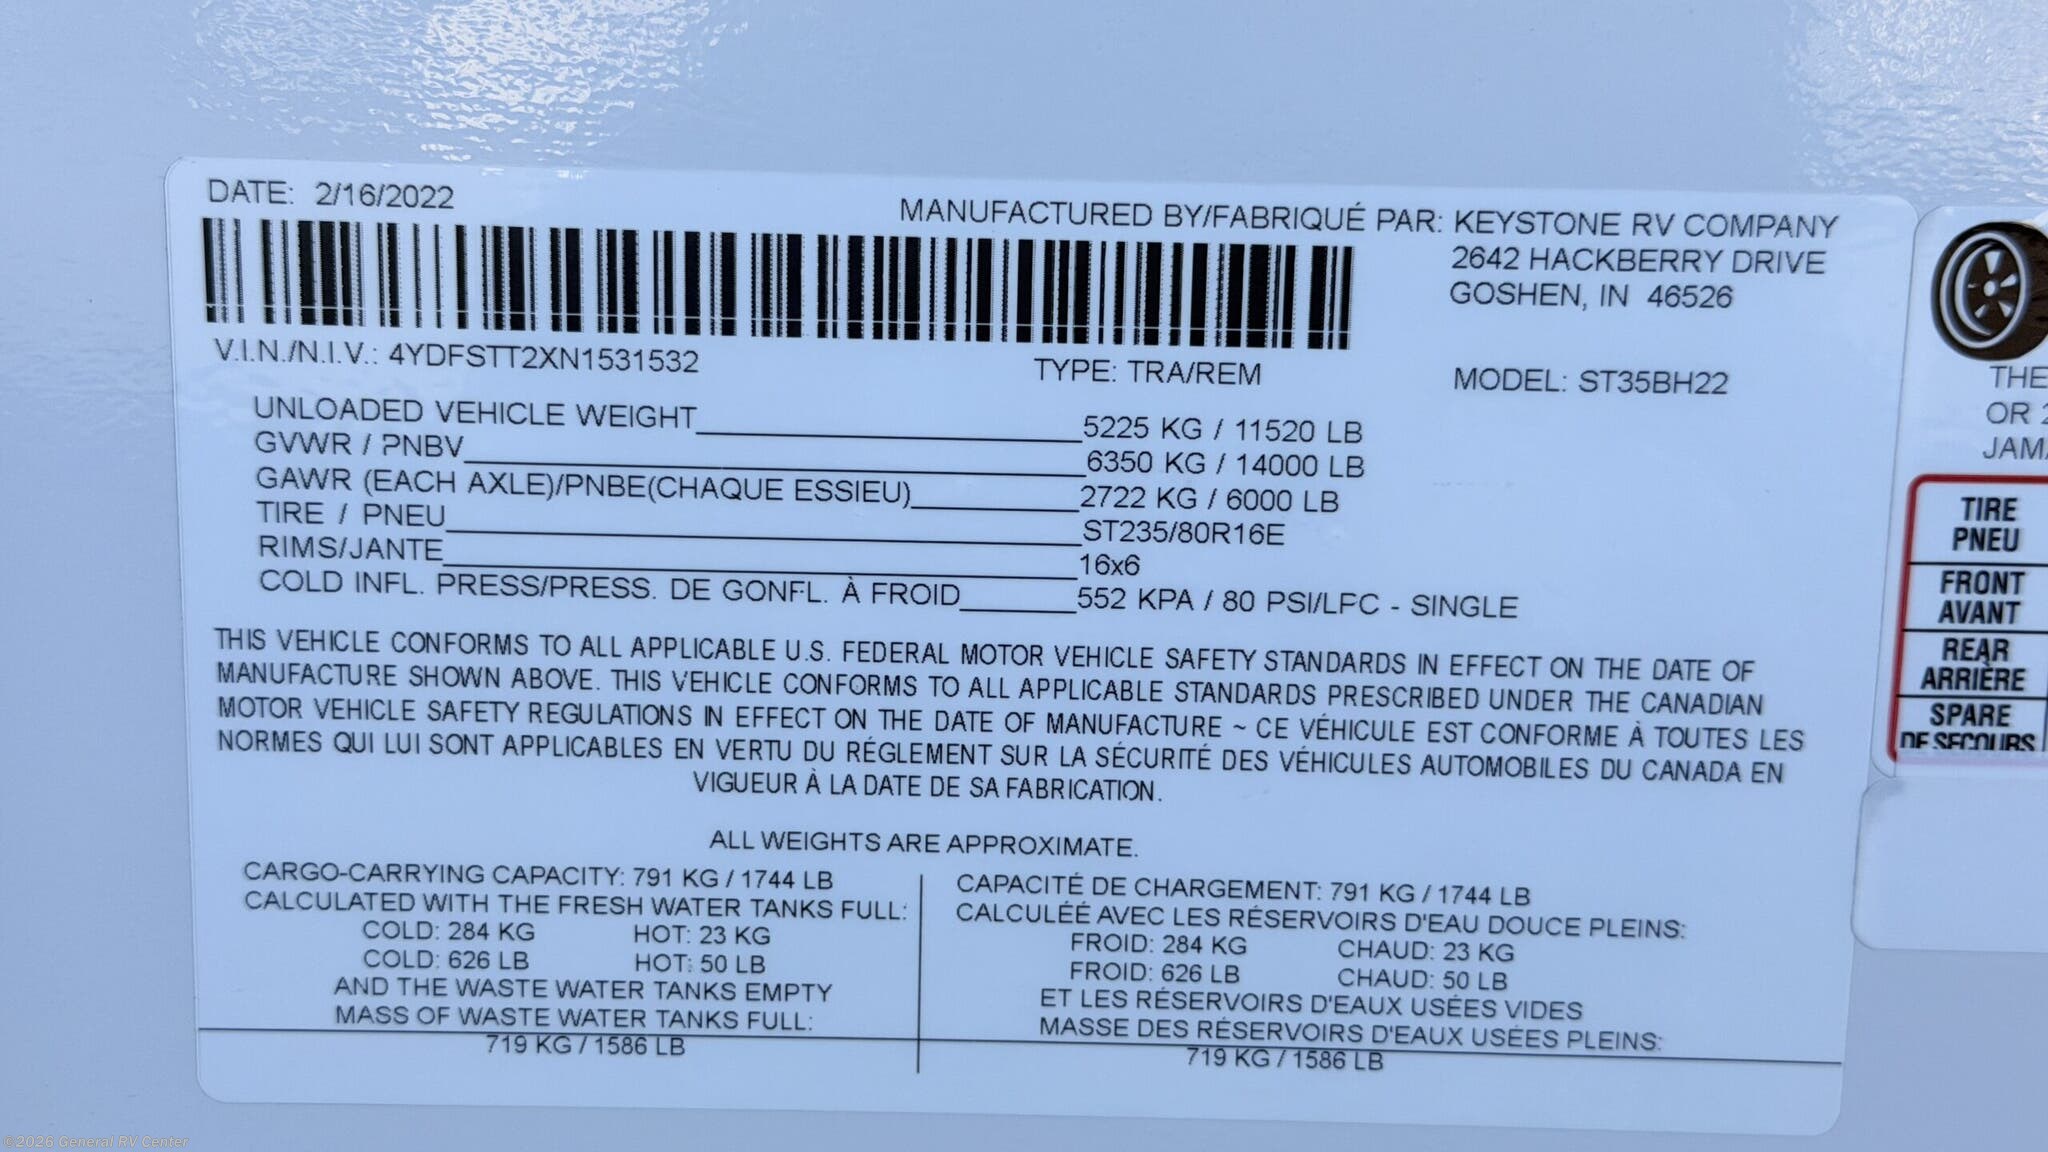 DATE: 2/16/2022
MANUFACTURED BY/FABRIQUÉ PAR: KEYSTONE RV COMPANY
2642 HACKBERRY DRIVE
GOSHEN, IN 46526
V.I.N./N.I.V.: 4YDFSTT2XN1531532
TYPE: TRA/REM
MODEL: ST35BH22
UNLOADED VEHICLE WEIGHT 5225 KG / 11520 LB
GVWR / PNBV 6350 KG / 14000 LB
GAWR (EACH AXLE)/PNBE(CHAQUE ESSIEU) 2722 KG / 6000 LB
TIRE / PNEU ST235/80R16E
RIMS/JANTE 16x6
COLD INFL. PRESS/PRESS. DE GONFL. À FROID 552 KPA / 80 PSI/LFC - SINGLE
THIS VEHICLE CONFORMS TO ALL APPLICABLE U.S. FEDERAL MOTOR VEHICLE SAFETY STANDARDS IN EFFECT ON THE DATE OF
MANUFACTURE SHOWN ABOVE. THIS VEHICLE CONFORMS TO ALL APPLICABLE STANDARDS PRESCRIBED UNDER THE CANADIAN
MOTOR VEHICLE SAFETY REGULATIONS IN EFFECT ON THE DATE OF MANUFACTURE ~ CE VÉHICULE EST CONFORME À TOUTES LES
NORMES QUI LUI SONT APPLICABLES EN VERTU DU RÉGLEMENT SUR LA SÉCURITÉ DES VÉHICULES AUTOMOBILES DU CANADA EN
VIGUEUR À LA DATE DE SA FABRICATION.
ALL WEIGHTS ARE APPROXIMATE.
CARGO-CARRYING CAPACITY: 791 KG / 1744 LB
CALCULATED WITH THE FRESH WATER TANKS FULL:
COLD: 284 KG HOT: 23 KG
COLD: 626 LB HOT: 50 LB
AND THE WASTE WATER TANKS EMPTY
MASS OF WASTE WATER TANKS FULL:
719 KG / 1586 LB
CAPACITÉ DE CHARGEMENT: 791 KG / 1744 LB
CALCULÉÉ AVEC LES RÉSERVOIRS D'EAU DOUCE PLEINS:
FROID: 284 KG CHAUD: 23 KG
FROID: 626 LB CHAUD: 50 LB
ET LES RÉSERVOIRS D'EAUX USÉES VIDES
MASSE DES RÉSERVOIRS D'EAUX USÉES PLEINS:
719 KG / 1586 LB
THE
OR 2
JAMA
TIRE
PNEU
FRONT
AVANT
REAR
ARRIÈRE
SPARE
DE SECOURS
©2026 General RV Center